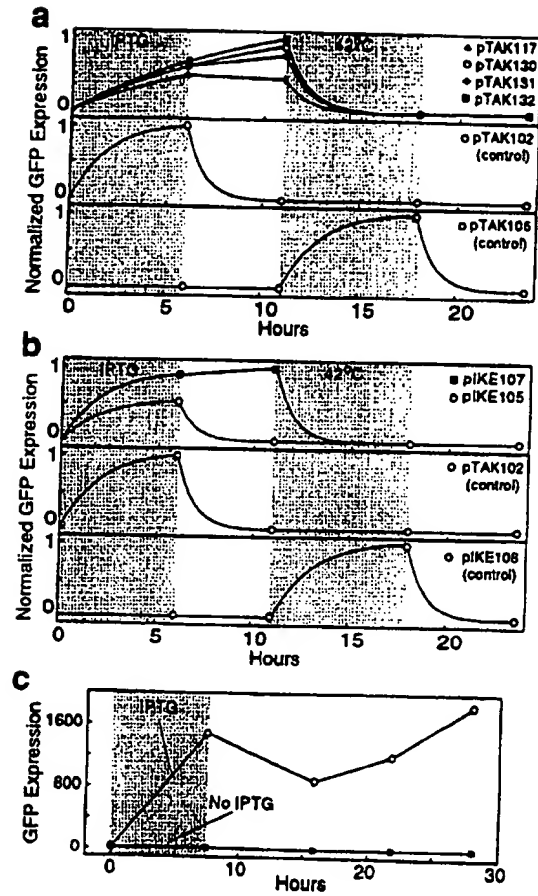 a
IPTG
42°C
pTAK117
pTAK130
pTAK131
pTAK132
pTAK102
(control)
pTAK106
(control)
Normalized GFP Expression
1
0
1
0
1
0
0 5 10 15 20
Hours
b
IPTG
42°C
pIKE107
pIKE105
pTAK102
(control)
pIKE108
(control)
Normalized GFP Expression
1
0
1
0
1
0
0 5 10 15 20
Hours
c
IPTG
No IPTG
GFP Expression
1600
800
0
0 10 20 30
Hours